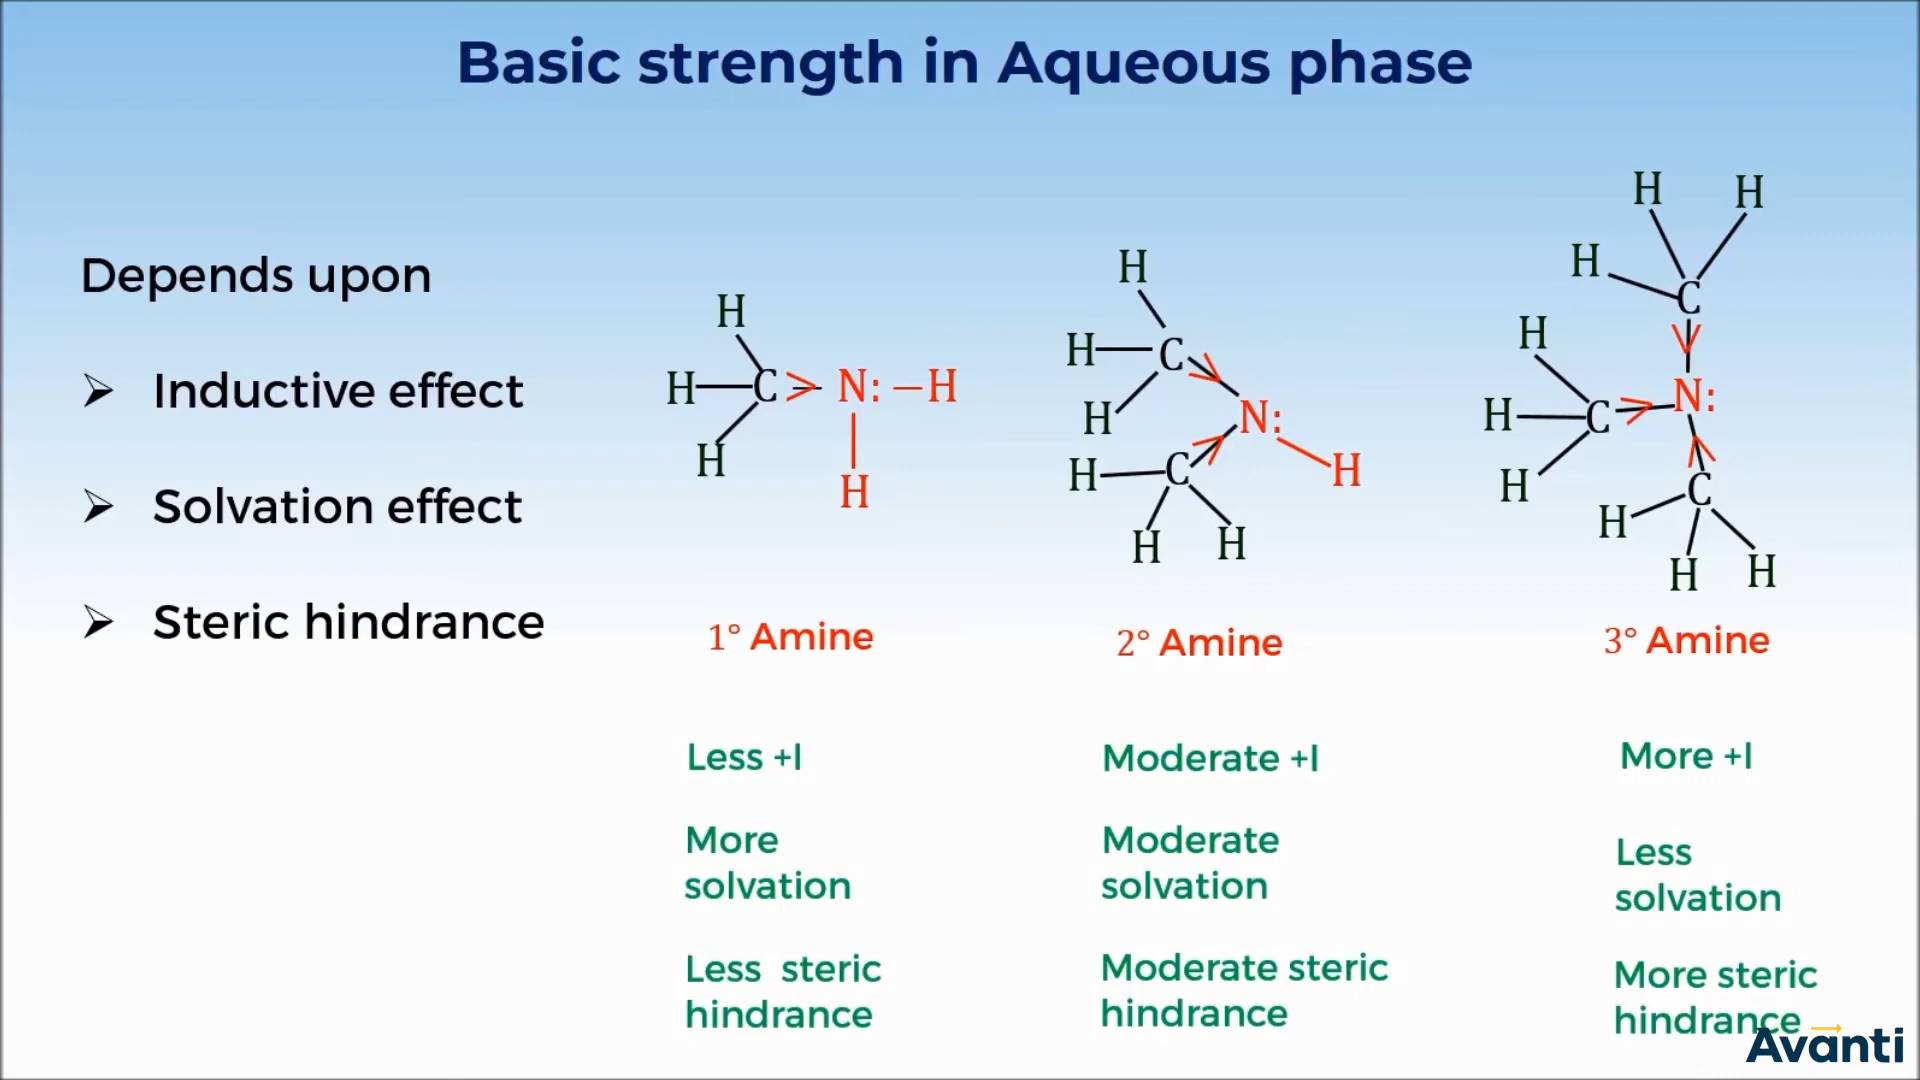 Basic strength in Aqueous phase
Depends upon
Inductive effect
Solvation effect
Steric hindrance
H
H C N: H
H
H
1° Amine
H
H C
H
N:
H
H C
H H
2° Amine
H H
H
C
H
H C N:
H
C
H
H H
3° Amine
Less +I
More
solvation
Less steric
hindrance
Moderate +I
Moderate
solvation
Moderate steric
hindrance
More +I
Less
solvation
More steric
hindrance
Avanti